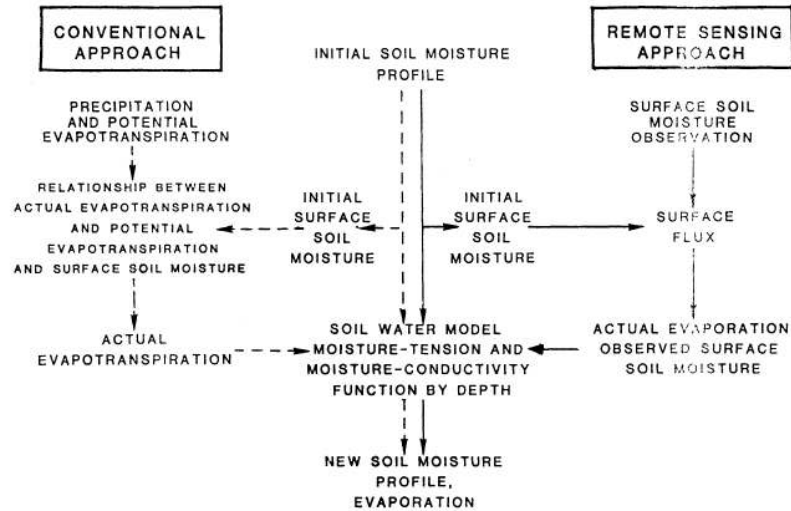 CONVENTIONAL
APPROACH
PRECIPITATION
AND POTENTIAL
EVAPOTRANSPIRATION
RELATIONSHIP BETWEEN
ACTUAL EVAPOTRANSPIRATION
AND POTENTIAL
EVAPOTRANSPIRATION
AND SURFACE SOIL MOISTURE
ACTUAL
EVAPOTRANSPIRATION
INITIAL SOIL MOISTURE
PROFILE
INITIAL
SURFACE
SOIL
MOISTURE
INITIAL
SURFACE
SOIL
MOISTURE
SOIL WATER MODEL
MOISTURE-TENSION AND
MOISTURE-CONDUCTIVITY
FUNCTION BY DEPTH
NEW SOIL MOISTURE
PROFILE,
EVAPORATION
REMOTE SENSING
APPROACH
SURFACE SOIL
MOISTURE
OBSERVATION
SURFACE
FLUX
ACTUAL EVAPORATION
OBSERVED SURFACE
SOIL MOISTURE